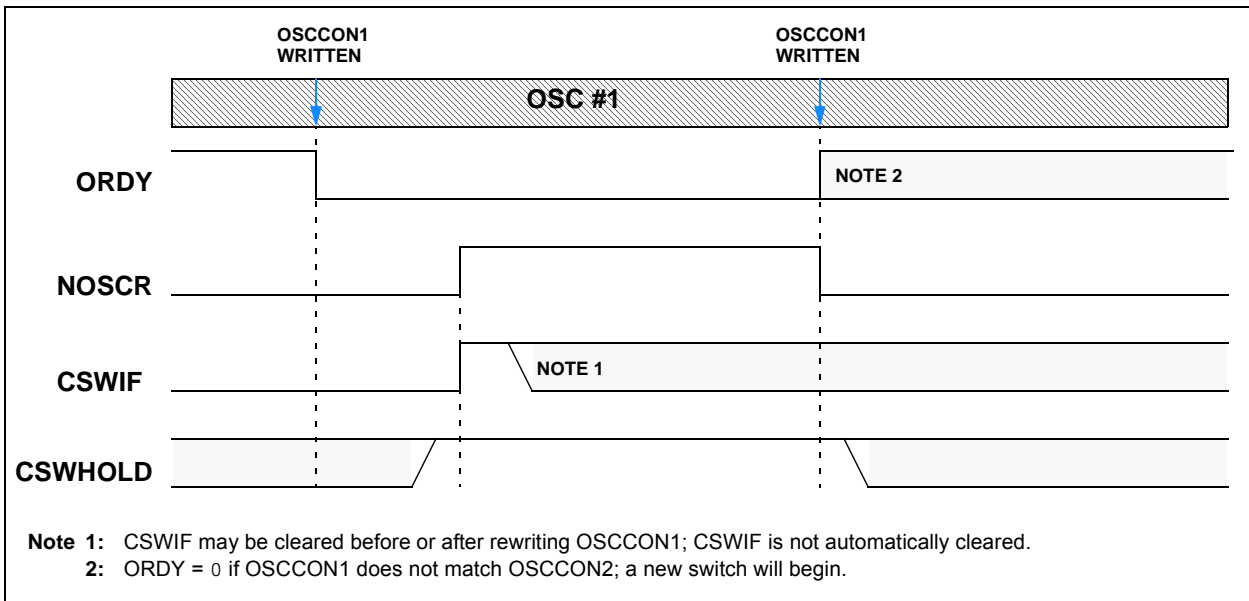 OSCCON1
WRITTEN
OSCCON1
WRITTEN
OSC #1
ORDY
NOTE 2
NOSCR
CSWIF
NOTE 1
CSWHOLD
Note 1: CSWIF may be cleared before or after rewriting OSCCON1; CSWIF is not automatically cleared.
2: ORDY = 0 if OSCCON1 does not match OSCCON2; a new switch will begin.